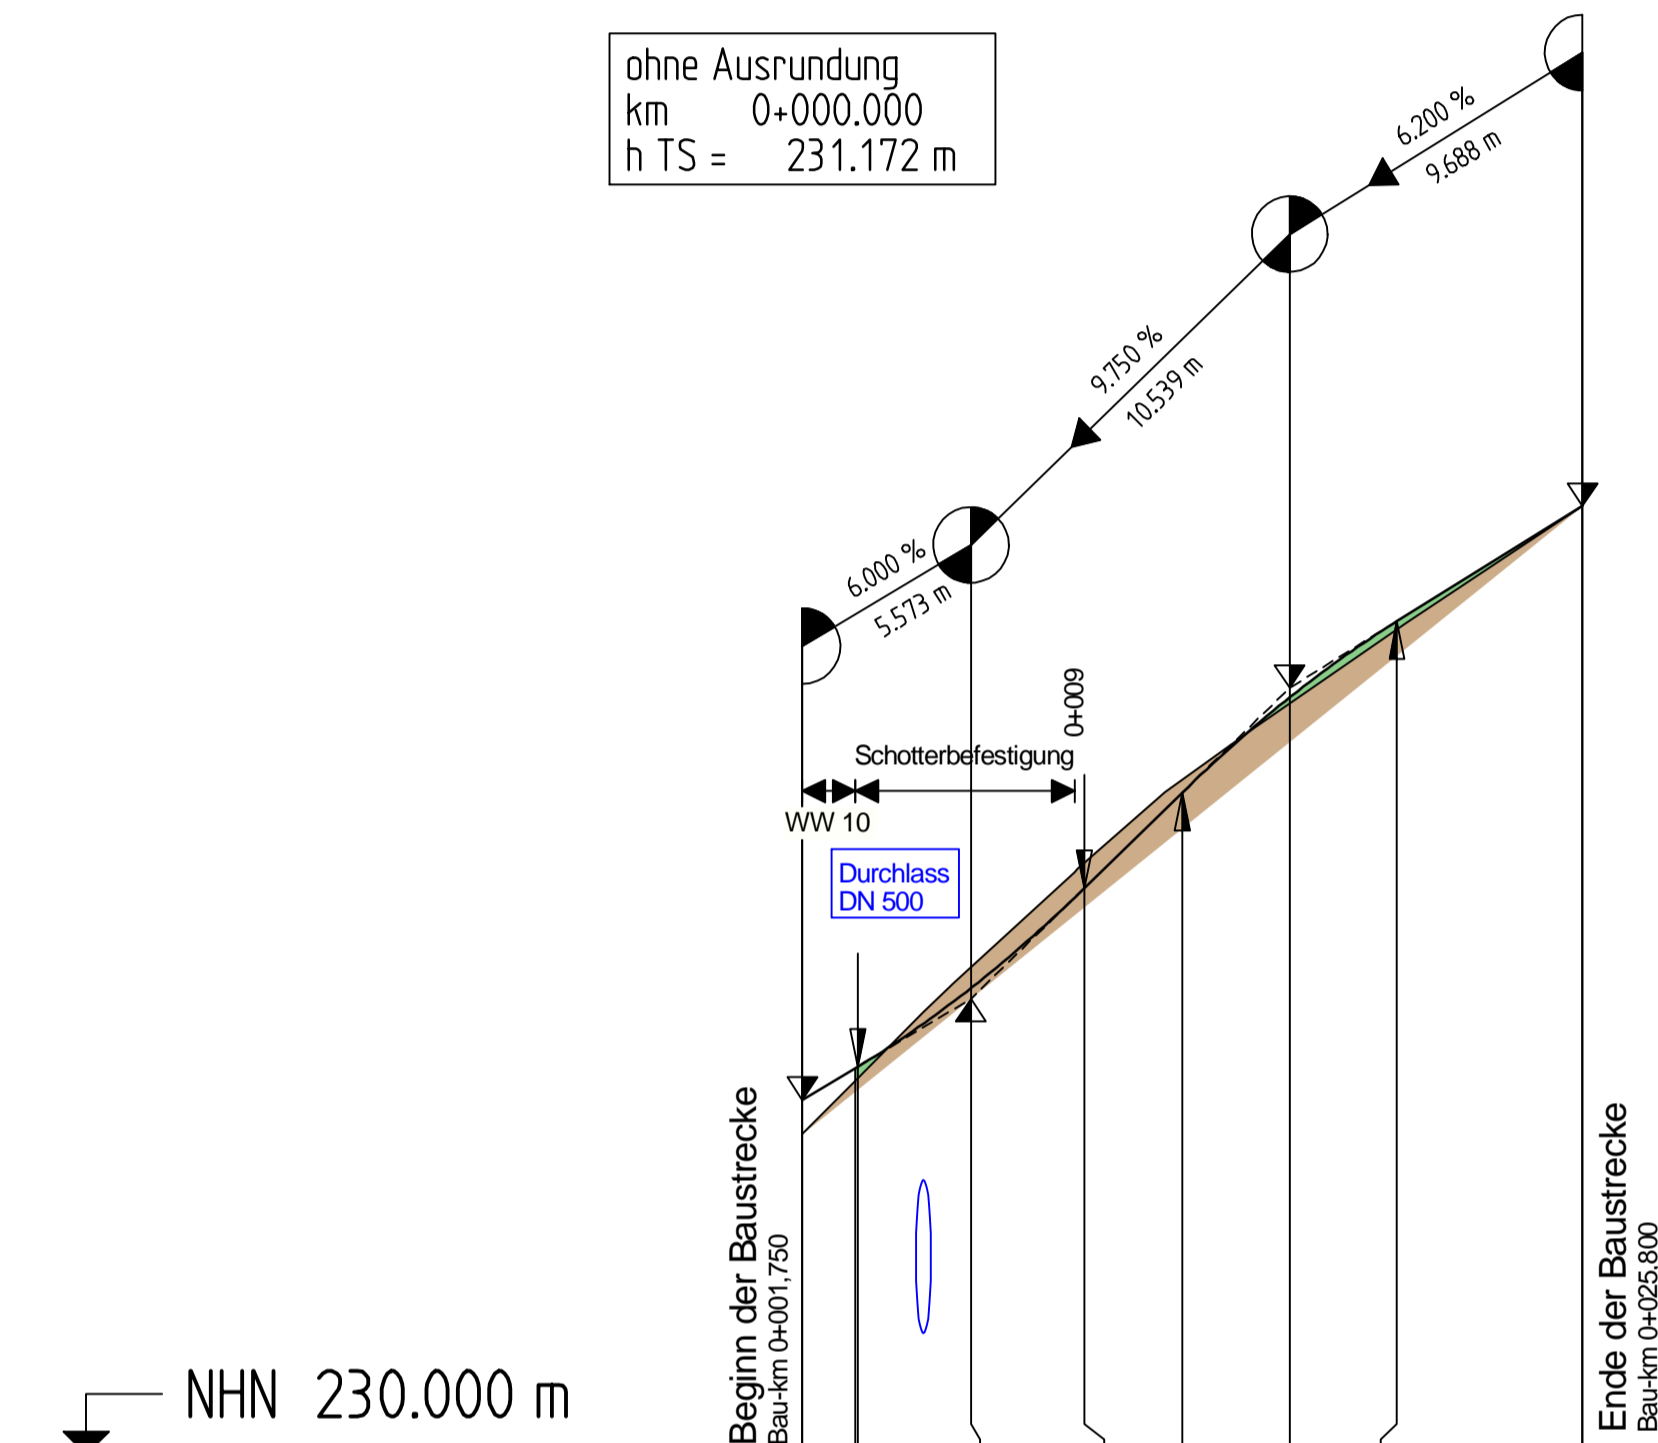 ohne Ausrundung
km 0+000.000
h TS = 231.172 m
6.200 %
9.688 m
9.750 %
10.539 m
6.000 %
5.573 m
0+009
Schotterbefestigung
WW 10
Durchlass
DN 500
Beginn der Baustrecke
Bau-km 0+001,750
Ende der Baustrecke
Bau-km 0+025.800
NHN 230.000 m